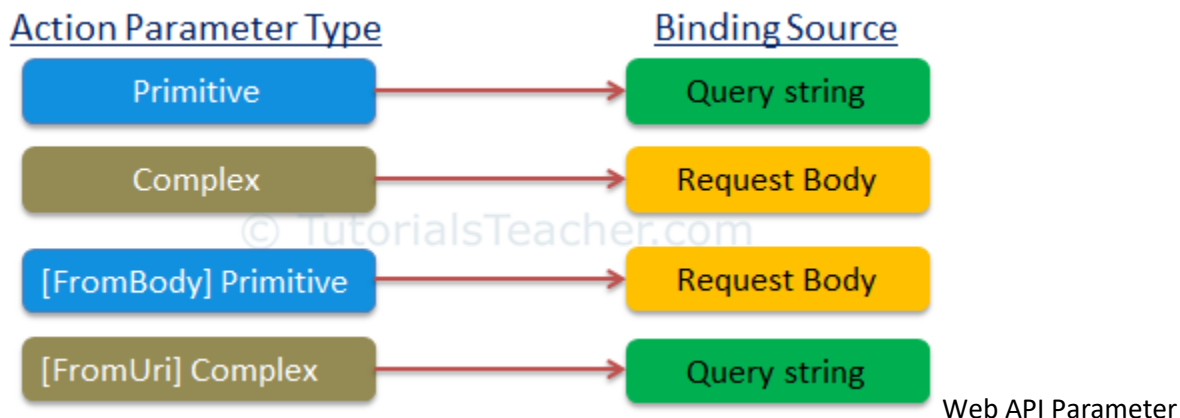 Action Parameter Type Binding Source
Primitive Query string
Complex Request Body
© TutorialsTeacher.com
[FromBody] Primitive Request Body
[FromUri] Complex Query string
Web API Parameter